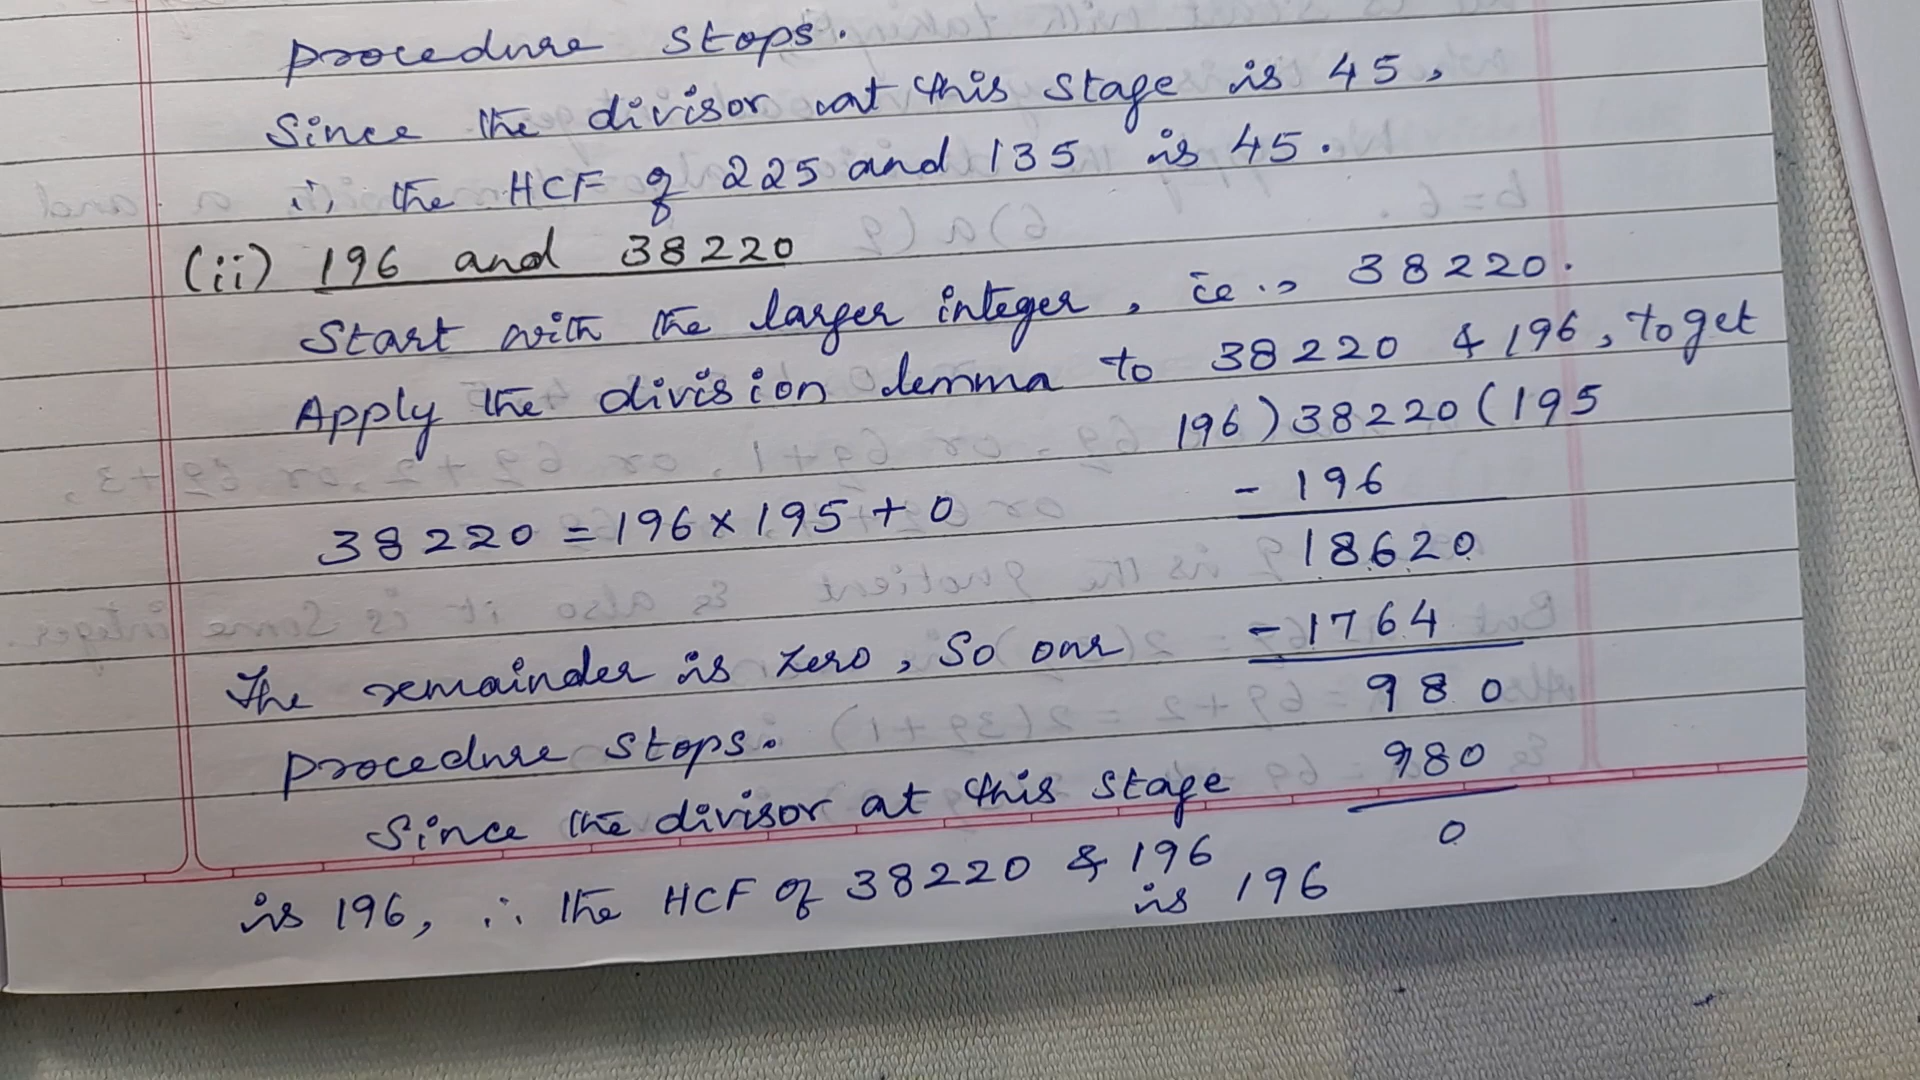 procedure stops.
Since the divisor at this stage is 45,
∴ the HCF of 225 and 135 is 45.
(ii) 196 and 38220
Start with the larger integer, ie., 38220.
Apply the division lemma to 38220 & 196, to get
196)38220(195
- 196
38220 = 196 × 195 + 0
18620
- 1764
The remainder is zero, So our
980
procedure stops.
980
Since the divisor at this stage
0
is 196, ∴ the HCF of 38220 & 196
is 196